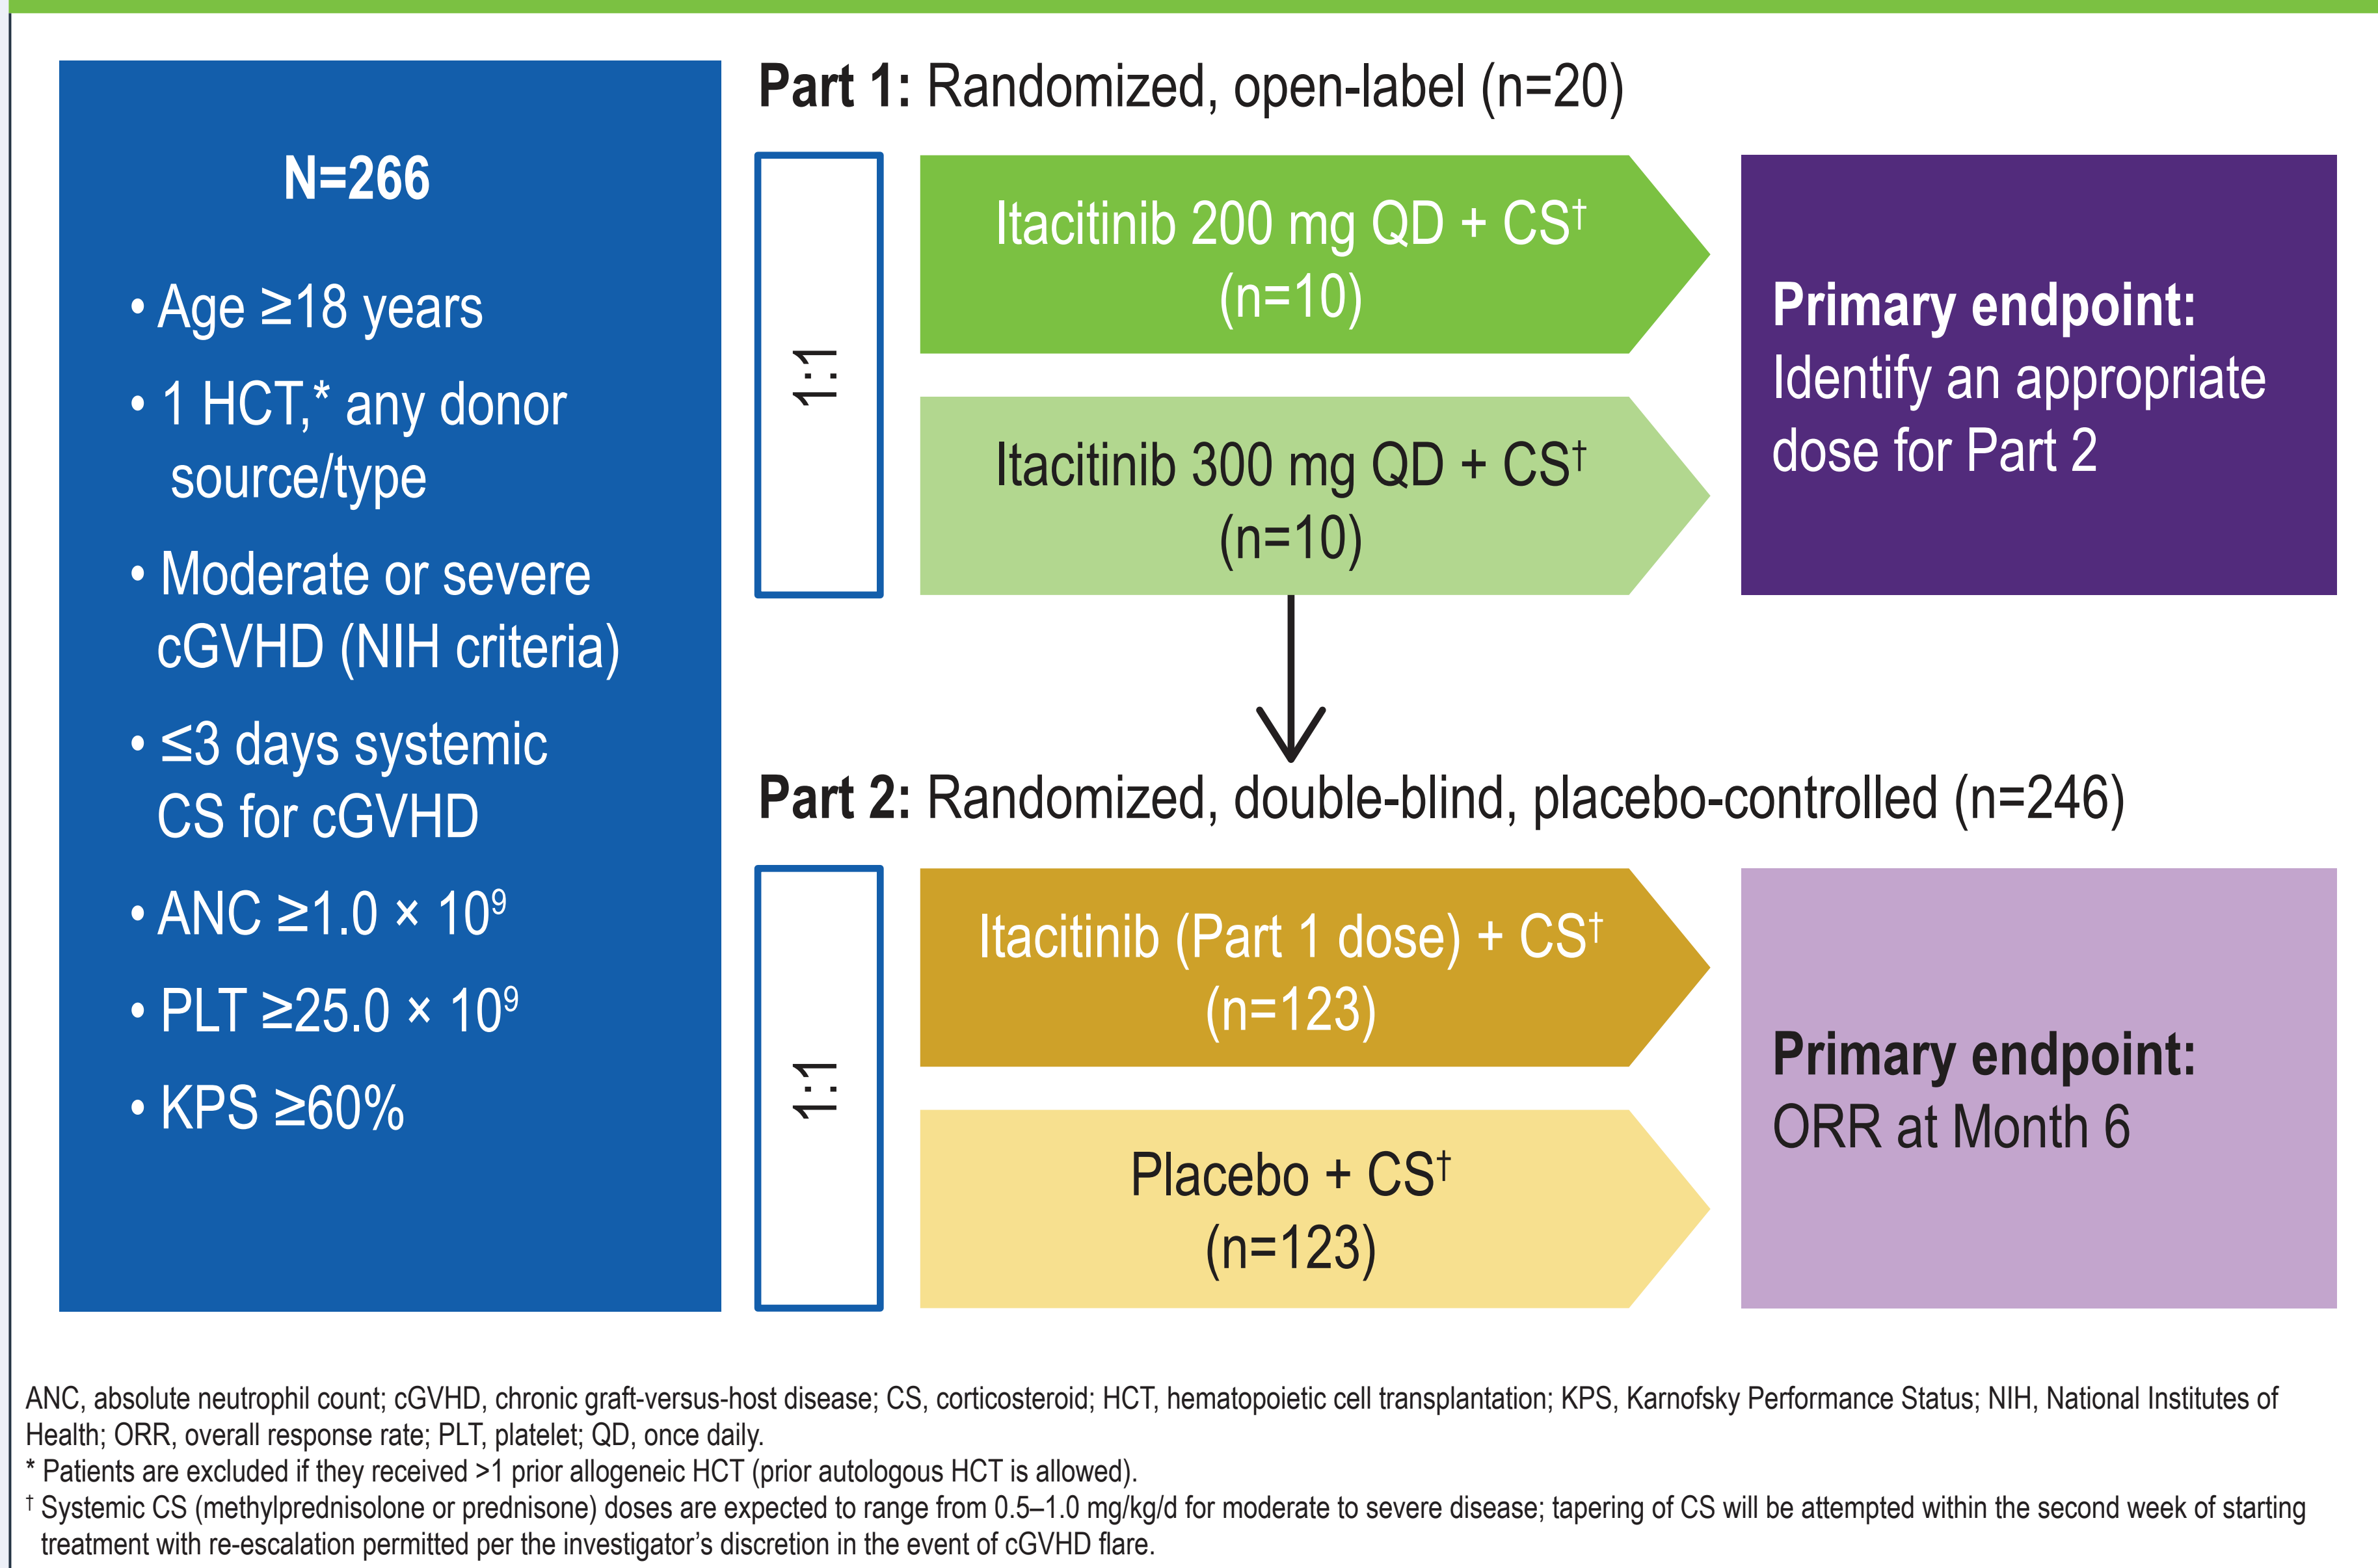 N=266
• Age ≥18 years
• 1 HCT,* any donor
source/type
• Moderate or severe
cGVHD (NIH criteria)
• ≤3 days systemic
CS for cGVHD
• ANC ≥1.0 × 10⁹
• PLT ≥25.0 × 10⁹
• KPS ≥60%
Part 1: Randomized, open-label (n=20)
1:1
Itacitinib 200 mg QD + CS†
(n=10)
Itacitinib 300 mg QD + CS†
(n=10)
Primary endpoint:
Identify an appropriate
dose for Part 2
Part 2: Randomized, double-blind, placebo-controlled (n=246)
1:1
Itacitinib (Part 1 dose) + CS†
(n=123)
Placebo + CS†
(n=123)
Primary endpoint:
ORR at Month 6
ANC, absolute neutrophil count; cGVHD, chronic graft-versus-host disease; CS, corticosteroid; HCT, hematopoietic cell transplantation; KPS, Karnofsky Performance Status; NIH, National Institutes of
Health; ORR, overall response rate; PLT, platelet; QD, once daily.
* Patients are excluded if they received >1 prior allogeneic HCT (prior autologous HCT is allowed).
† Systemic CS (methylprednisolone or prednisone) doses are expected to range from 0.5–1.0 mg/kg/d for moderate to severe disease; tapering of CS will be attempted within the second week of starting
treatment with re-escalation permitted per the investigator’s discretion in the event of cGVHD flare.